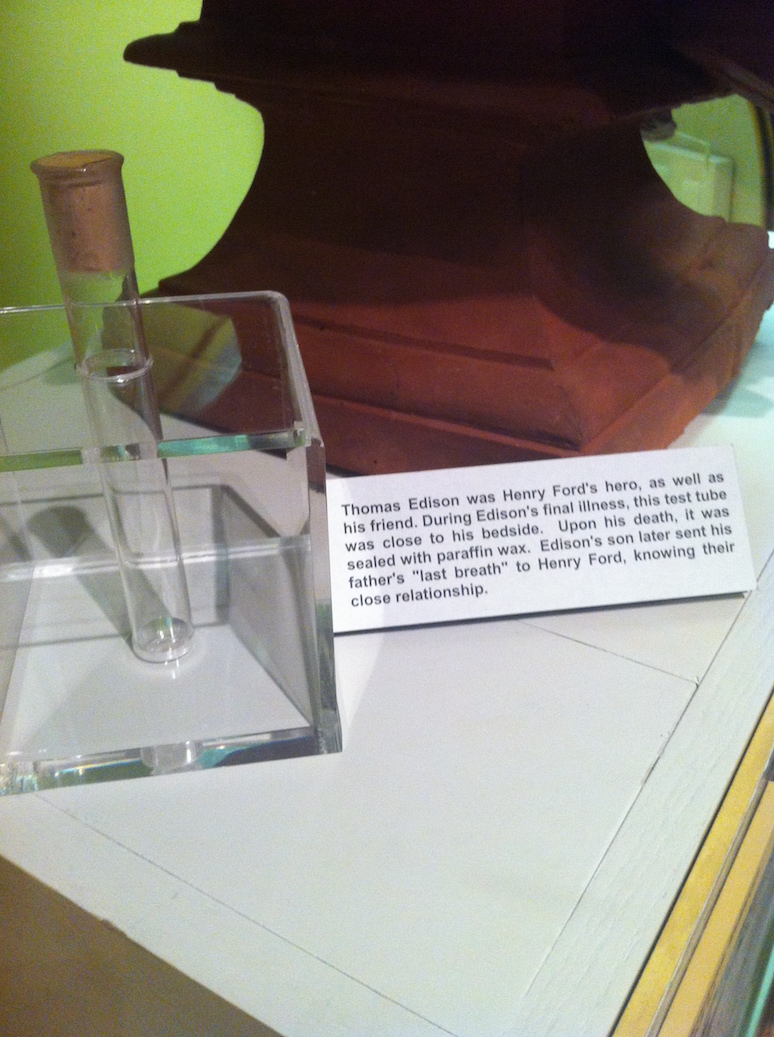 Thomas Edison was Henry Ford's hero, as well as
his friend. During Edison's final illness, this test tube
was close to his bedside. Upon his death, it was
sealed with paraffin wax. Edison's son later sent his
father's "last breath" to Henry Ford, knowing their
close relationship.